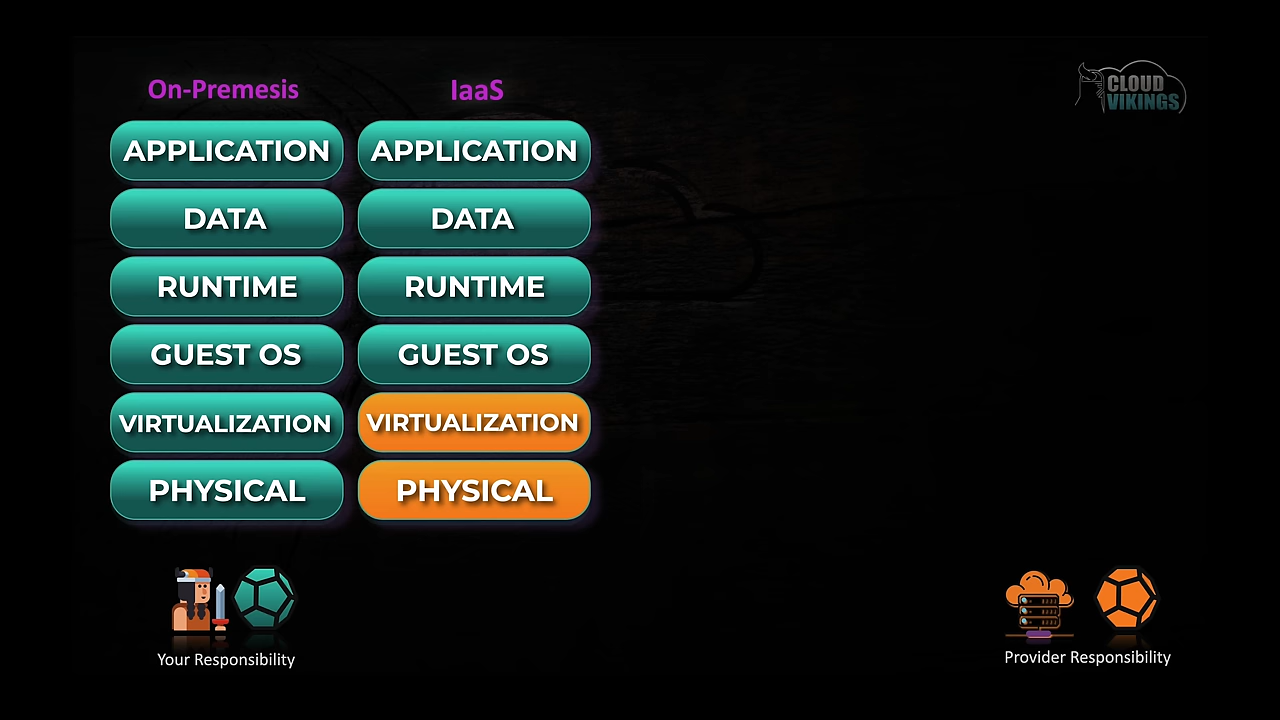 On-Premesis
IaaS
CLOUD
VIKINGS
APPLICATION
APPLICATION
DATA
DATA
RUNTIME
RUNTIME
GUEST OS
GUEST OS
VIRTUALIZATION
VIRTUALIZATION
PHYSICAL
PHYSICAL
Your Responsibility
Provider Responsibility